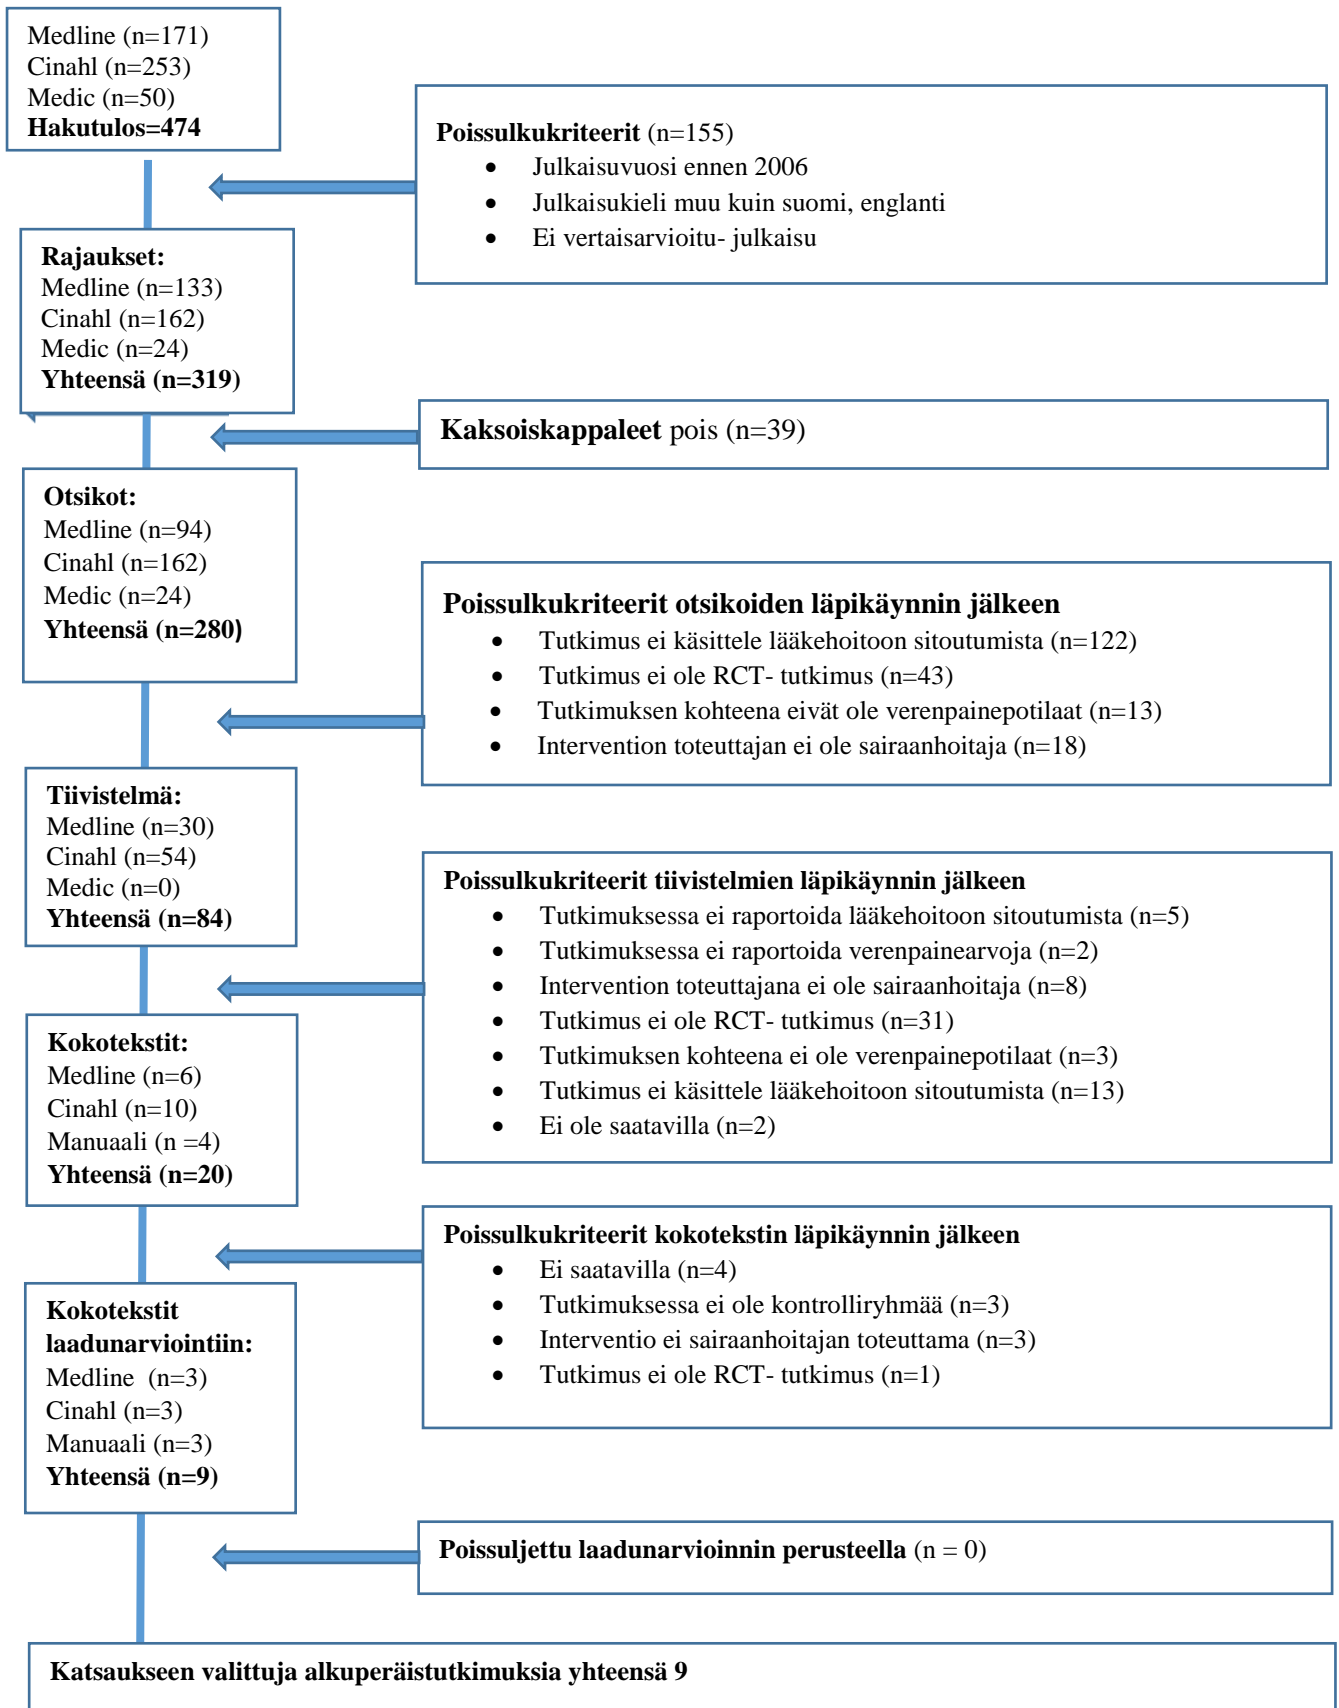 Medline (n=171)
Cinahl (n=253)
Medic (n=50)
Hakutulos=474
Poissulkukriteerit (n=155)
• Julkaisuvuosi ennen 2006
• Julkaisukieli muu kuin suomi, englanti
• Ei vertaisarvioitu- julkaisu
Rajaukset:
Medline (n=133)
Cinahl (n=162)
Medic (n=24)
Yhteensä (n=319)
Kaksoiskappaleet pois (n=39)
Otsikot:
Medline (n=94)
Cinahl (n=162)
Medic (n=24)
Yhteensä (n=280)
Poissulkukriteerit otsikoiden läpikäynnin jälkeen
• Tutkimus ei käsittele lääkehoitoon sitoutumista (n=122)
• Tutkimus ei ole RCT- tutkimus (n=43)
• Tutkimuksen kohteena eivät ole verenpainepotilaat (n=13)
• Intervention toteuttajan ei ole sairaanhoitaja (n=18)
Tiivistelmä:
Medline (n=30)
Cinahl (n=54)
Medic (n=0)
Yhteensä (n=84)
Poissulkukriteerit tiivistelmien läpikäynnin jälkeen
• Tutkimuksessa ei raportoida lääkehoitoon sitoutumista (n=5)
• Tutkimuksessa ei raportoida verenpainearvoja (n=2)
• Intervention toteuttajana ei ole sairaanhoitaja (n=8)
• Tutkimus ei ole RCT- tutkimus (n=31)
• Tutkimuksen kohteena ei ole verenpainepotilaat (n=3)
• Tutkimus ei käsittele lääkehoitoon sitoutumista (n=13)
• Ei ole saatavilla (n=2)
Kokotekstit:
Medline (n=6)
Cinahl (n=10)
Manuaali (n =4)
Yhteensä (n=20)
Poissulkukriteerit kokotekstin läpikäynnin jälkeen
• Ei saatavilla (n=4)
• Tutkimuksessa ei ole kontrolliryhmää (n=3)
• Interventio ei sairaanhoitajan toteuttama (n=3)
• Tutkimus ei ole RCT- tutkimus (n=1)
Kokotekstit
laadunarviointiin:
Medline (n=3)
Cinahl (n=3)
Manuaali (n=3)
Yhteensä (n=9)
Poissuljettu laadunarvioinnin perusteella (n = 0)
Katsaukseen valittuja alkuperäistutkimuksia yhteensä 9